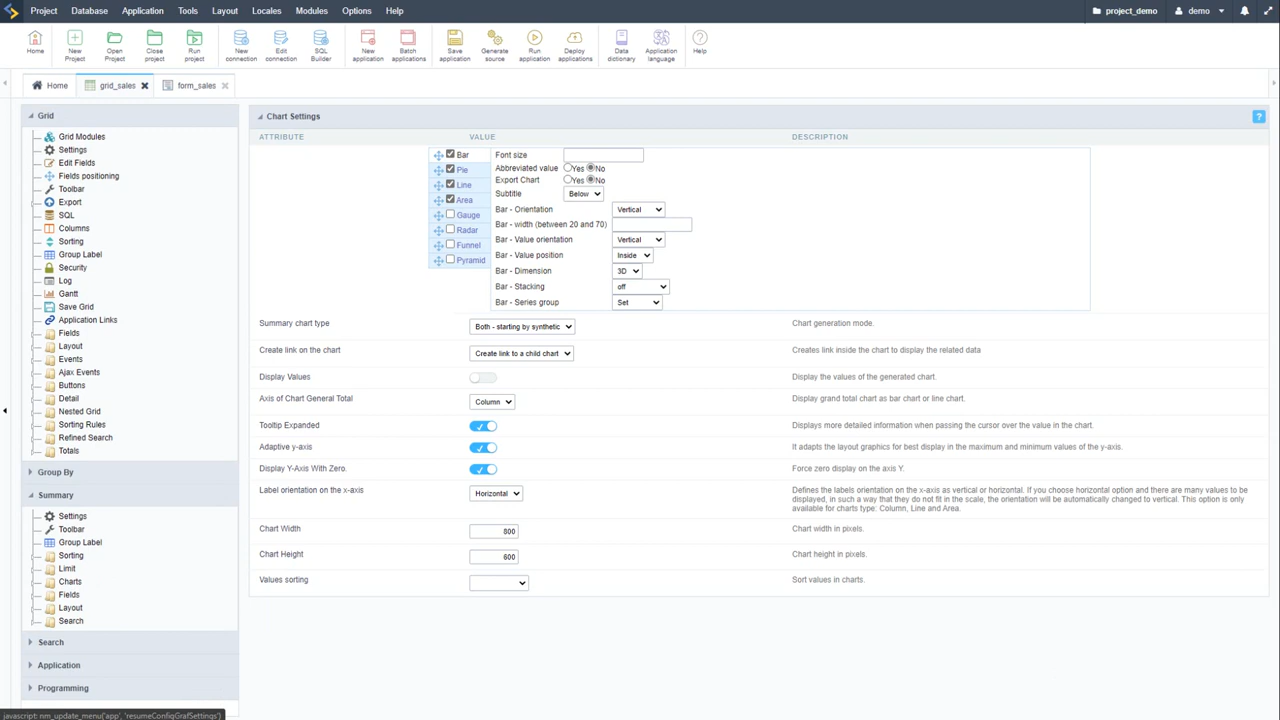 Project Database Application Tools Layout Locales Modules Options Help project_demo demo
Home New Project Open Project Close project Run project New connection Edit connection SQL Builder New application Batch applications Save application Generate source Run application Deploy applications Data dictionary Application language Help
Home grid_sales form_sales
Grid
Grid Modules
Settings
Edit Fields
Fields positioning
Toolbar
Export
SQL
Columns
Sorting
Group Label
Security
Log
Gantt
Save Grid
Application Links
Fields
Layout
Events
Ajax Events
Buttons
Detail
Nested Grid
Sorting Rules
Refined Search
Totals
Group By
Summary
Settings
Toolbar
Group Label
Sorting
Limit
Charts
Fields
Layout
Search
Search
Application
Programming
javascript: nm_update_menu('app', 'resumeConfigGrafSettings')
Chart Settings ?
ATTRIBUTE VALUE DESCRIPTION
Bar
Pie
Line
Area
Gauge
Radar
Funnel
Pyramid
Font size
Abbreviated value Yes No
Export Chart Yes No
Subtitle Below
Bar - Orientation Vertical
Bar - width (between 20 and 70)
Bar - Value orientation Vertical
Bar - Value position Inside
Bar - Dimension 3D
Bar - Stacking off
Bar - Series group Set
Summary chart type Both - starting by synthetic Chart generation mode.
Create link on the chart Create link to a child chart Creates link inside the chart to display the related data
Display Values Display the values of the generated chart.
Axis of Chart General Total Column Display grand total chart as bar chart or line chart.
Tooltip Expanded Displays more detailed information when passing the cursor over the value in the chart.
Adaptive y-axis It adapts the layout graphics for best display in the maximum and minimum values of the y-axis.
Display Y-Axis With Zero. Force zero display on the axis Y.
Label orientation on the x-axis Horizontal Defines the labels orientation on the x-axis as vertical or horizontal. If you choose horizontal option and there are many values to be
displayed, in such a way that they do not fit in the scale, the orientation will be automatically changed to vertical. This option is only
available for charts type: Column, Line and Area.
Chart Width 800 Chart width in pixels.
Chart Height 600 Chart height in pixels.
Values sorting Sort values in charts.